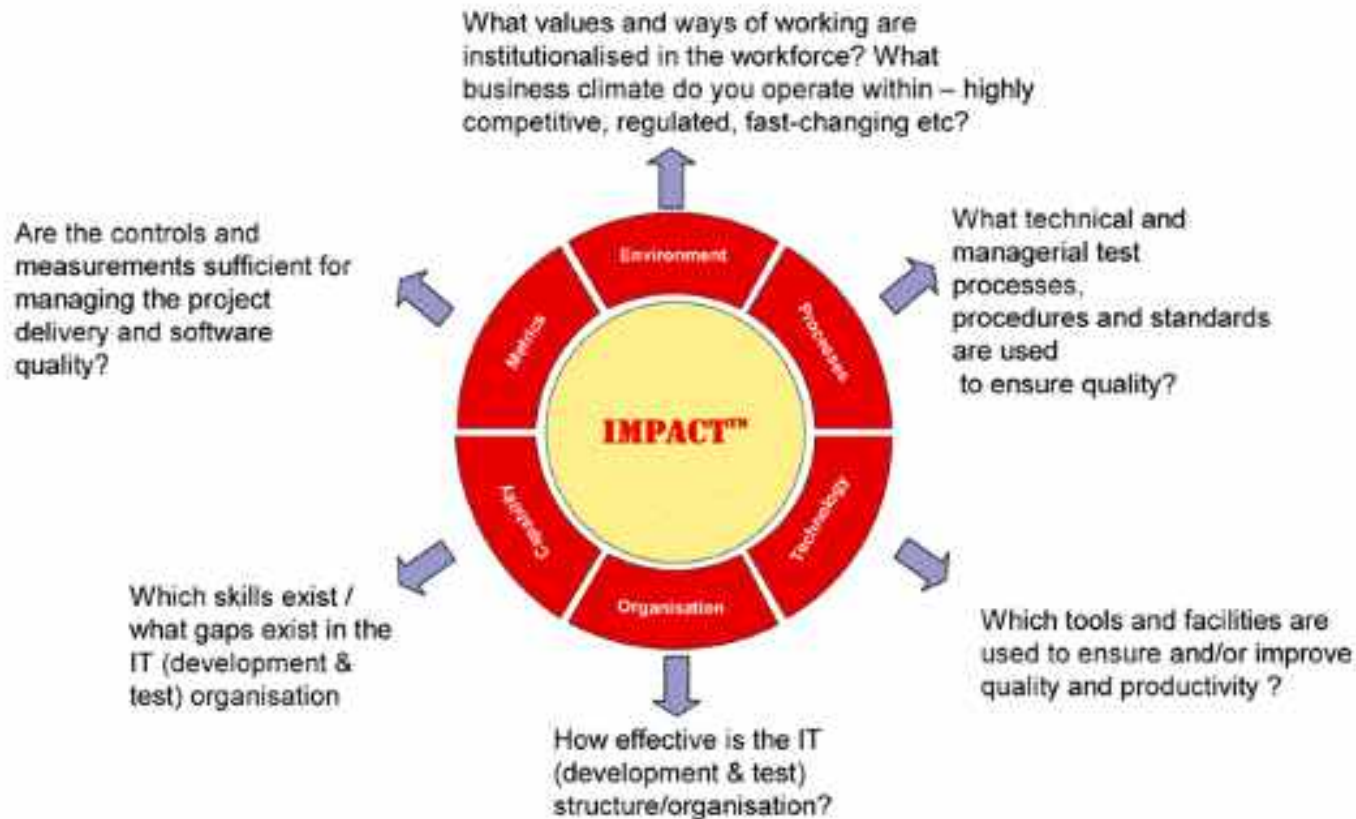 What values and ways of working are
institutionalised in the workforce? What
business climate do you operate within – highly
competitive, regulated, fast-changing etc?
Are the controls and
measurements sufficient for
managing the project
delivery and software
quality?
What technical and
managerial test
processes,
procedures and standards
are used
to ensure quality?
Environment
Metrics
Processes
IMPACT™
Capability
Technology
Organisation
Which skills exist /
what gaps exist in the
IT (development &
test) organisation
Which tools and facilities are
used to ensure and/or improve
quality and productivity ?
How effective is the IT
(development & test)
structure/organisation?